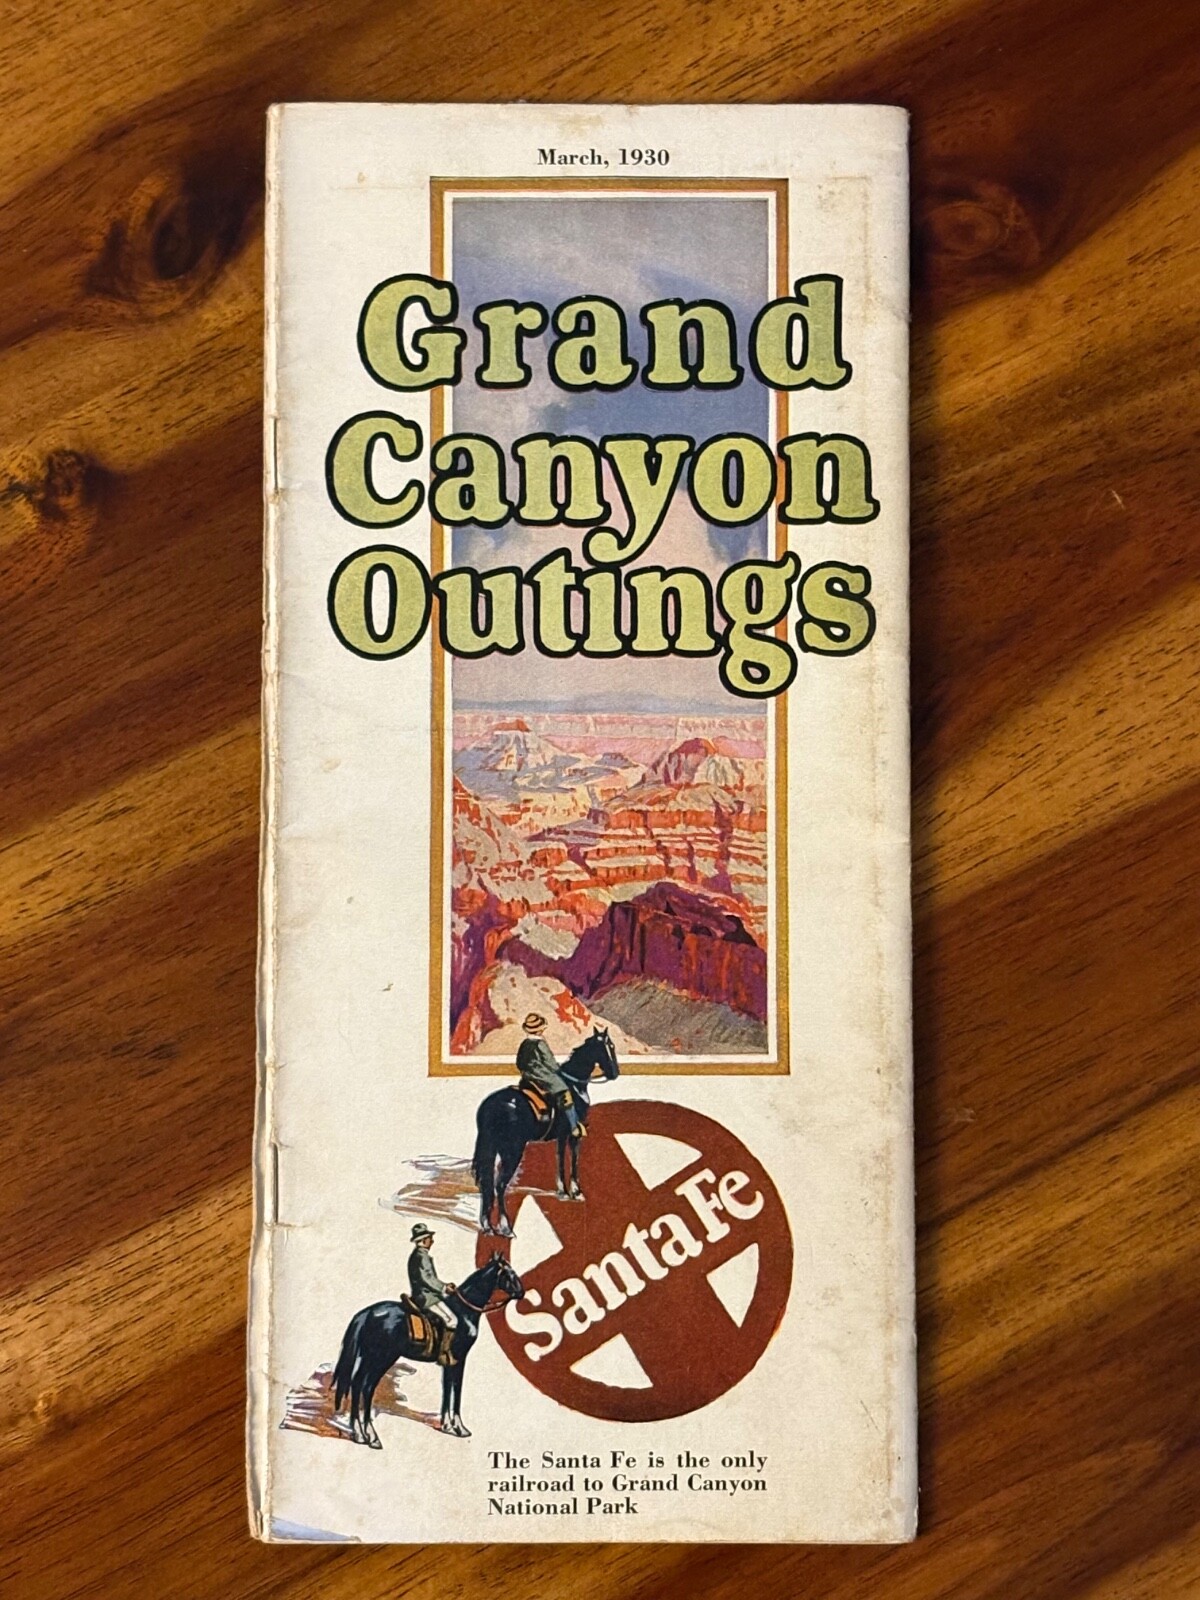 March, 1930
Grand
Canyon
Outings
Santa Fe
The Santa Fe is the only
railroad to Grand Canyon
National Park